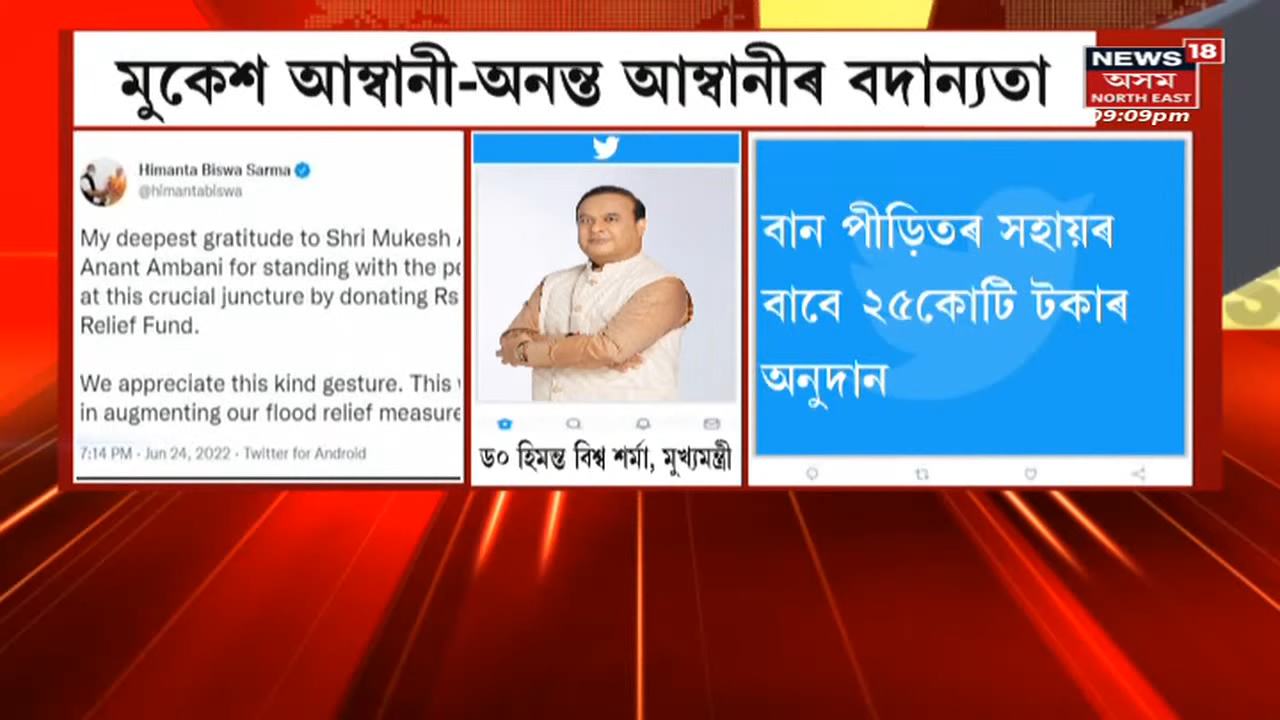 মুকেশ আম্বানী-অনন্ত আম্বানীৰ বদান্যতা
NEWS 18
অসম
NORTH EAST
09:09pm
Himanta Biswa Sarma
@himantabiswa
My deepest gratitude to Shri Mukesh
Anant Ambani for standing with the
at this crucial juncture by donating Rs
Relief Fund.
We appreciate this kind gesture. This
in augmenting our flood relief measure
7:14 PM · Jun 24, 2022 · Twitter for Android
ড০ হিমন্ত বিশ্ব শৰ্মা, মুখ্যমন্ত্ৰী
বান পীড়িতৰ সহায়ৰ
বাবে ২৫কোটি টকাৰ
অনুদান